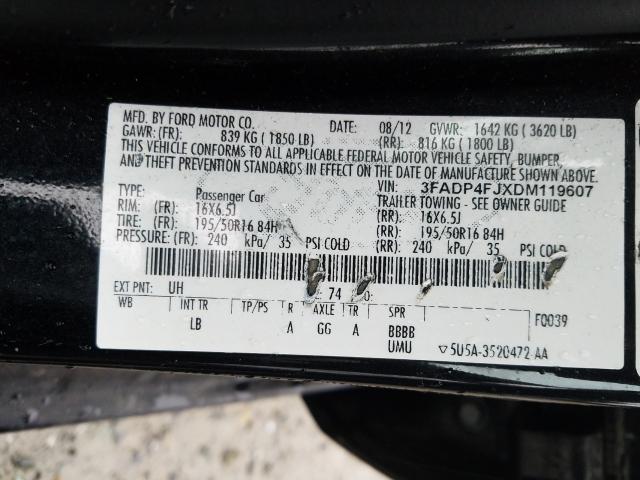 MFD. BY FORD MOTOR CO. DATE: 08/12 GVWR: 1642 KG ( 3620 LB)
GAWR: (FR): 839 KG ( 1850 LB) (RR): 816 KG ( 1800 LB)
THIS VEHICLE CONFORMS TO ALL APPLICABLE FEDERAL MOTOR VEHICLE SAFETY, BUMPER,
AND THEFT PREVENTION STANDARDS IN EFFECT ON THE DATE OF MANUFACTURE SHOWN ABOVE.
VIN: 3FADP4FJXDM119607
TYPE: Passenger Car TRAILER TOWING - SEE OWNER GUIDE
RIM: (FR): 16X6.5J (RR): 16X6.5J
TIRE: (FR): 195/50R16 84H (RR): 195/50R16 84H
PRESSURE: (FR) 240 kPa/ 35 PSI COLD (RR): 240 kPa/ 35 PSI COLD
EXT PNT: UH 74
WB INT TR TP/PS R AXLE TR SPR F0039
LB A GG A BBBB
UMU ▽5U5A-3520472-AA